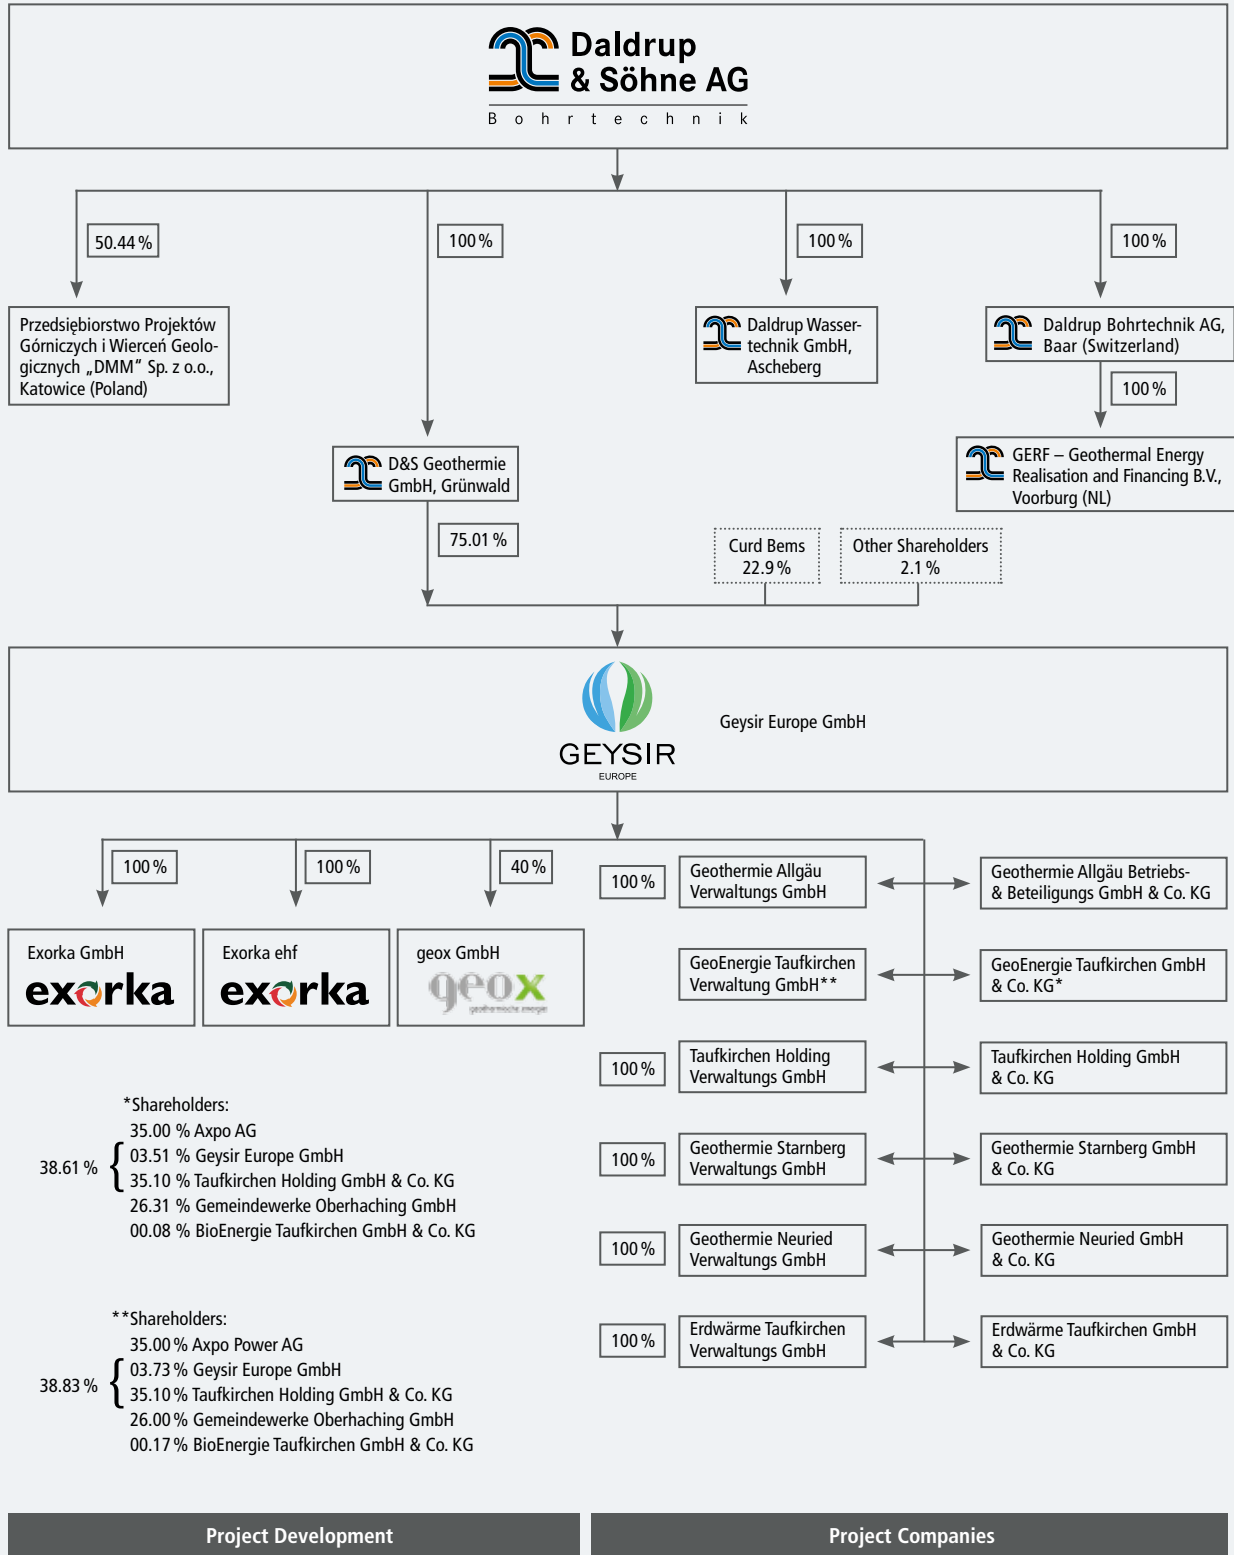 Daldrup
& Söhne AG
Bohrtechnik
50.44 %
100 %
100 %
100 %
Przedsiębiorstwo Projektów
Górniczych i Wierceń Geolo-
gicznych „DMM“ Sp. z o.o.,
Katowice (Poland)
Daldrup Wasser-
technik GmbH,
Ascheberg
Daldrup Bohrtechnik AG,
Baar (Switzerland)
100 %
D&S Geothermie
GmbH, Grünwald
GERF – Geothermal Energy
Realisation and Financing B.V.,
Voorburg (NL)
75.01 %
Curd Bems
22.9 %
Other Shareholders
2.1 %
GEYSIR
EUROPE
Geysir Europe GmbH
100 %
100 %
40 %
Exorka GmbH
exorka
Exorka ehf
exorka
geox GmbH
geox
geothermische energie
100 %
Geothermie Allgäu
Verwaltungs GmbH
Geothermie Allgäu Betriebs-
& Beteiligungs GmbH & Co. KG
GeoEnergie Taufkirchen
Verwaltung GmbH**
GeoEnergie Taufkirchen GmbH
& Co. KG*
100 %
Taufkirchen Holding
Verwaltungs GmbH
Taufkirchen Holding GmbH
& Co. KG
100 %
Geothermie Starnberg
Verwaltungs GmbH
Geothermie Starnberg GmbH
& Co. KG
100 %
Geothermie Neuried
Verwaltungs GmbH
Geothermie Neuried GmbH
& Co. KG
100 %
Erdwärme Taufkirchen
Verwaltungs GmbH
Erdwärme Taufkirchen GmbH
& Co. KG
*Shareholders:
35.00 % Axpo AG
38.61 % { 03.51 % Geysir Europe GmbH
35.10 % Taufkirchen Holding GmbH & Co. KG
26.31 % Gemeindewerke Oberhaching GmbH
00.08 % BioEnergie Taufkirchen GmbH & Co. KG
**Shareholders:
35.00 % Axpo Power AG
38.83 % { 03.73 % Geysir Europe GmbH
35.10 % Taufkirchen Holding GmbH & Co. KG
26.00 % Gemeindewerke Oberhaching GmbH
00.17 % BioEnergie Taufkirchen GmbH & Co. KG
Project Development
Project Companies